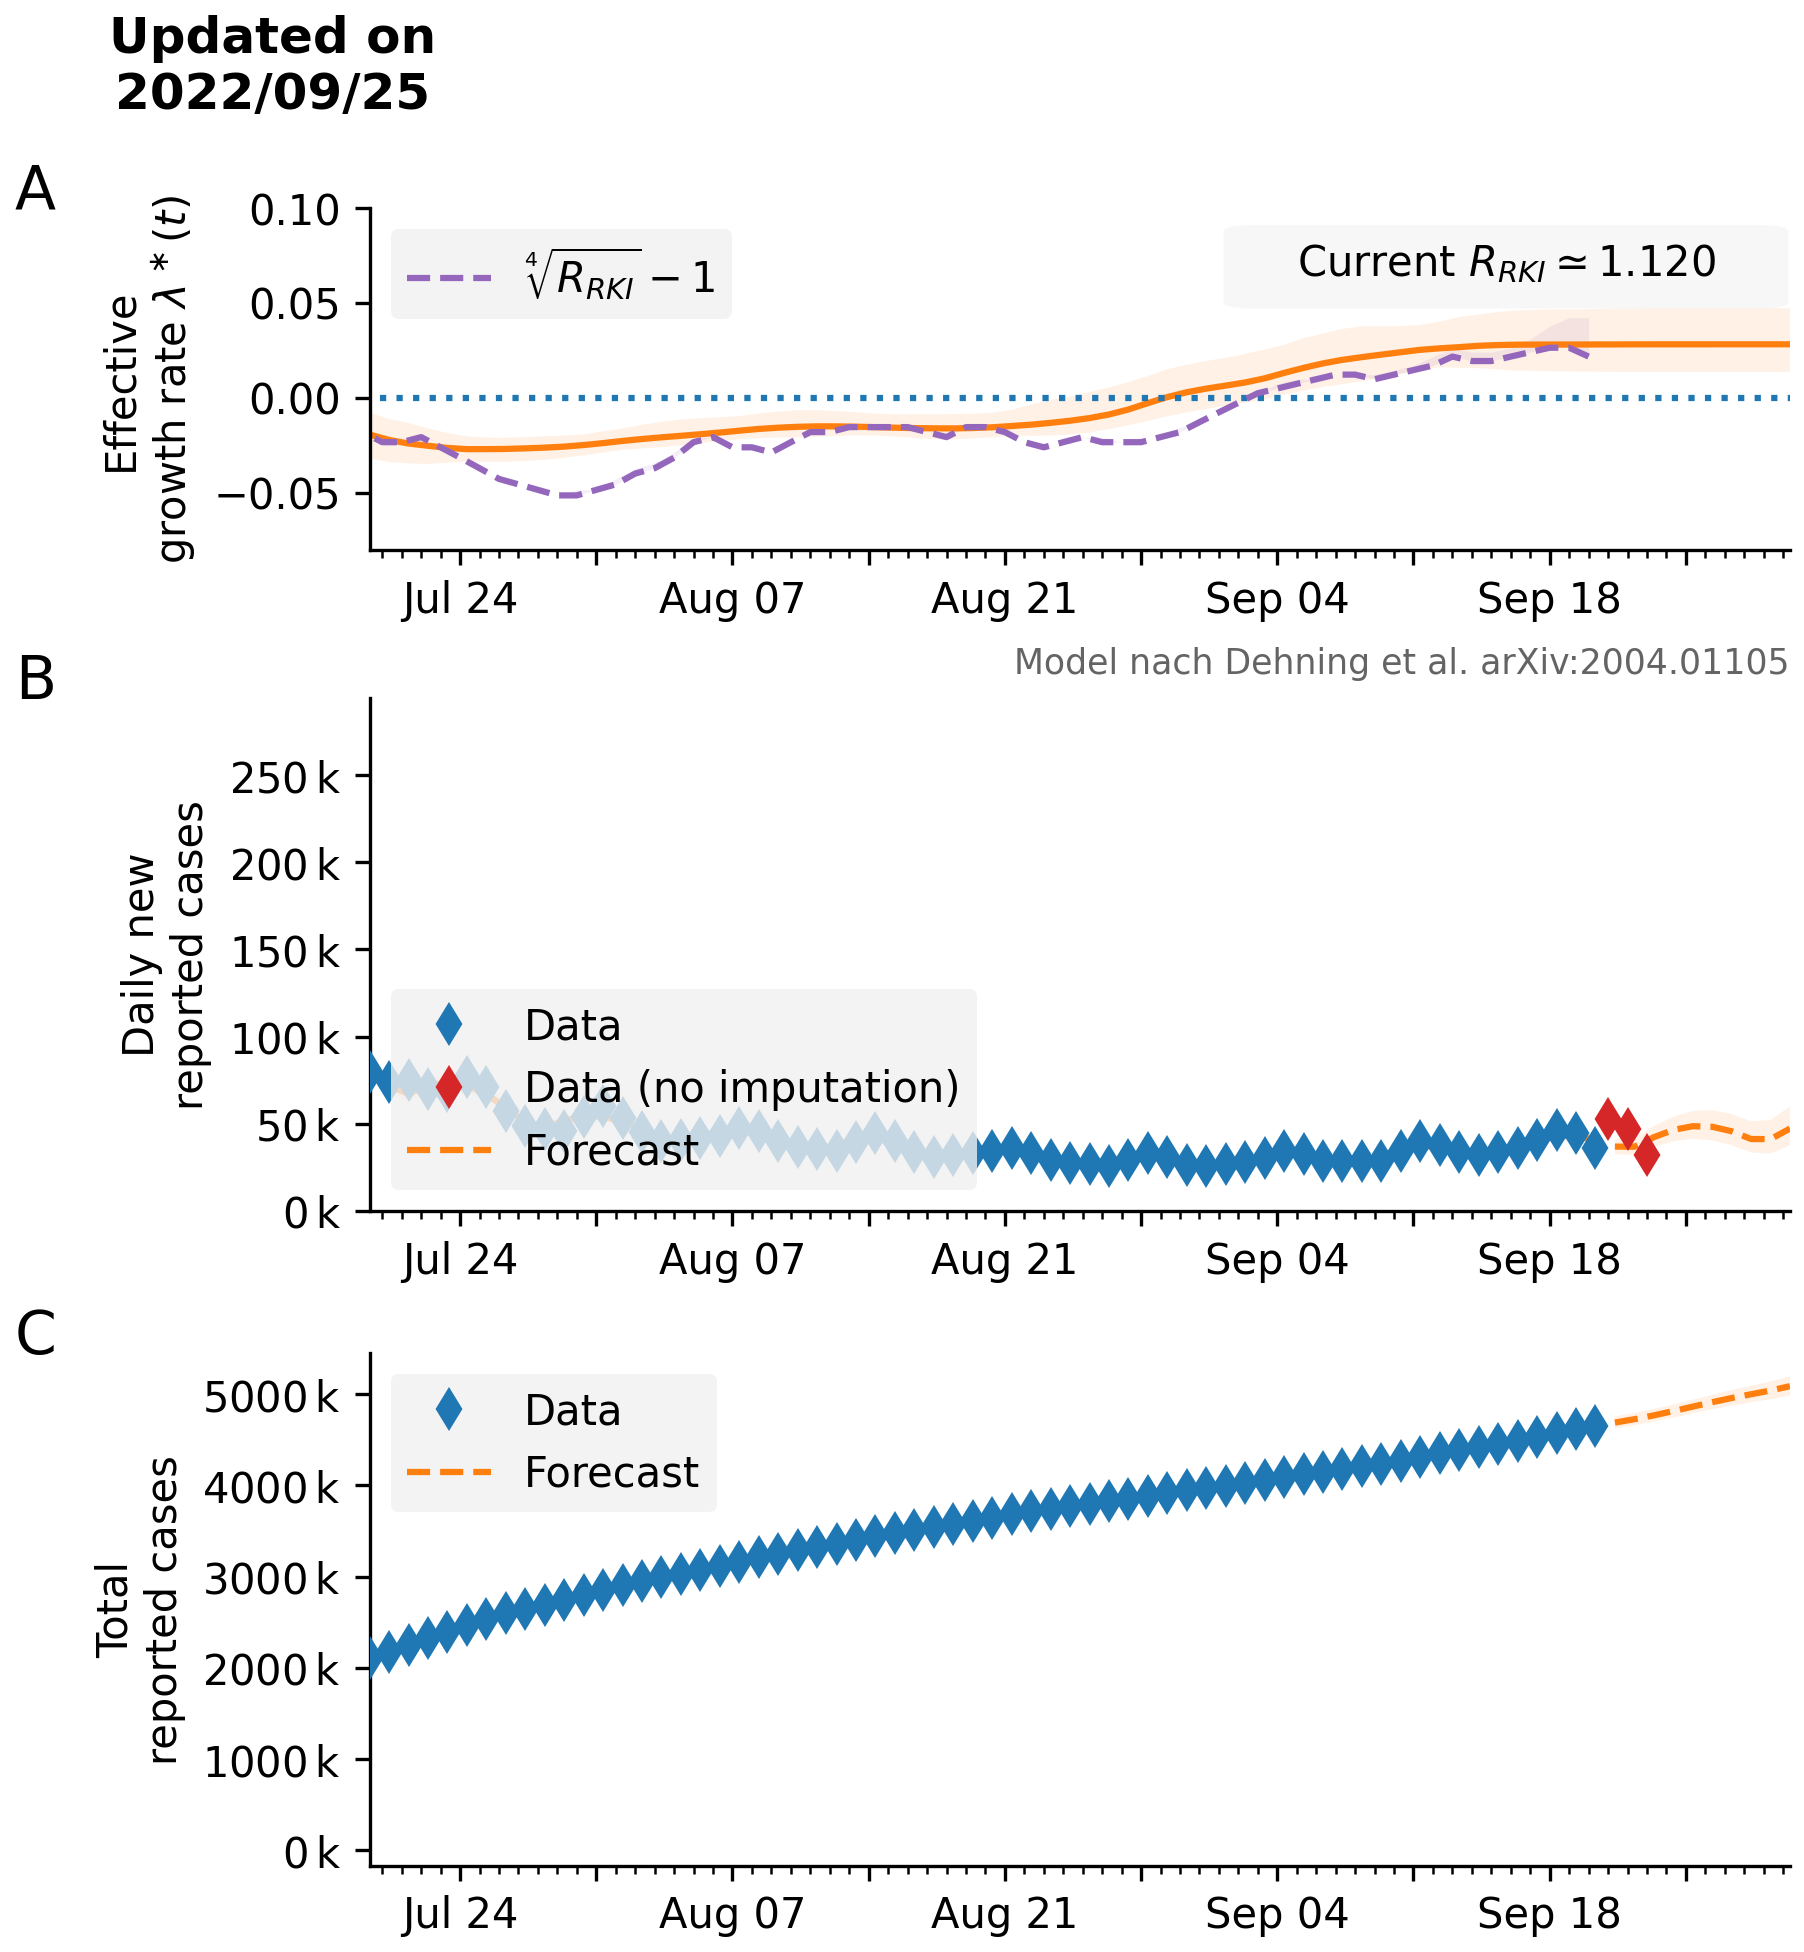 Updated on
2022/09/25
A
Effective
growth rate λ * (t)
0.10
0.05
0.00
−0.05
∜R_RKI − 1
Current R_RKI ≃ 1.120
Jul 24 Aug 07 Aug 21 Sep 04 Sep 18
Model nach Dehning et al. arXiv:2004.01105
B
Daily new
reported cases
250 k
200 k
150 k
100 k
50 k
0 k
Data
Data (no imputation)
Forecast
Jul 24 Aug 07 Aug 21 Sep 04 Sep 18
C
Total
reported cases
5000 k
4000 k
3000 k
2000 k
1000 k
0 k
Data
Forecast
Jul 24 Aug 07 Aug 21 Sep 04 Sep 18